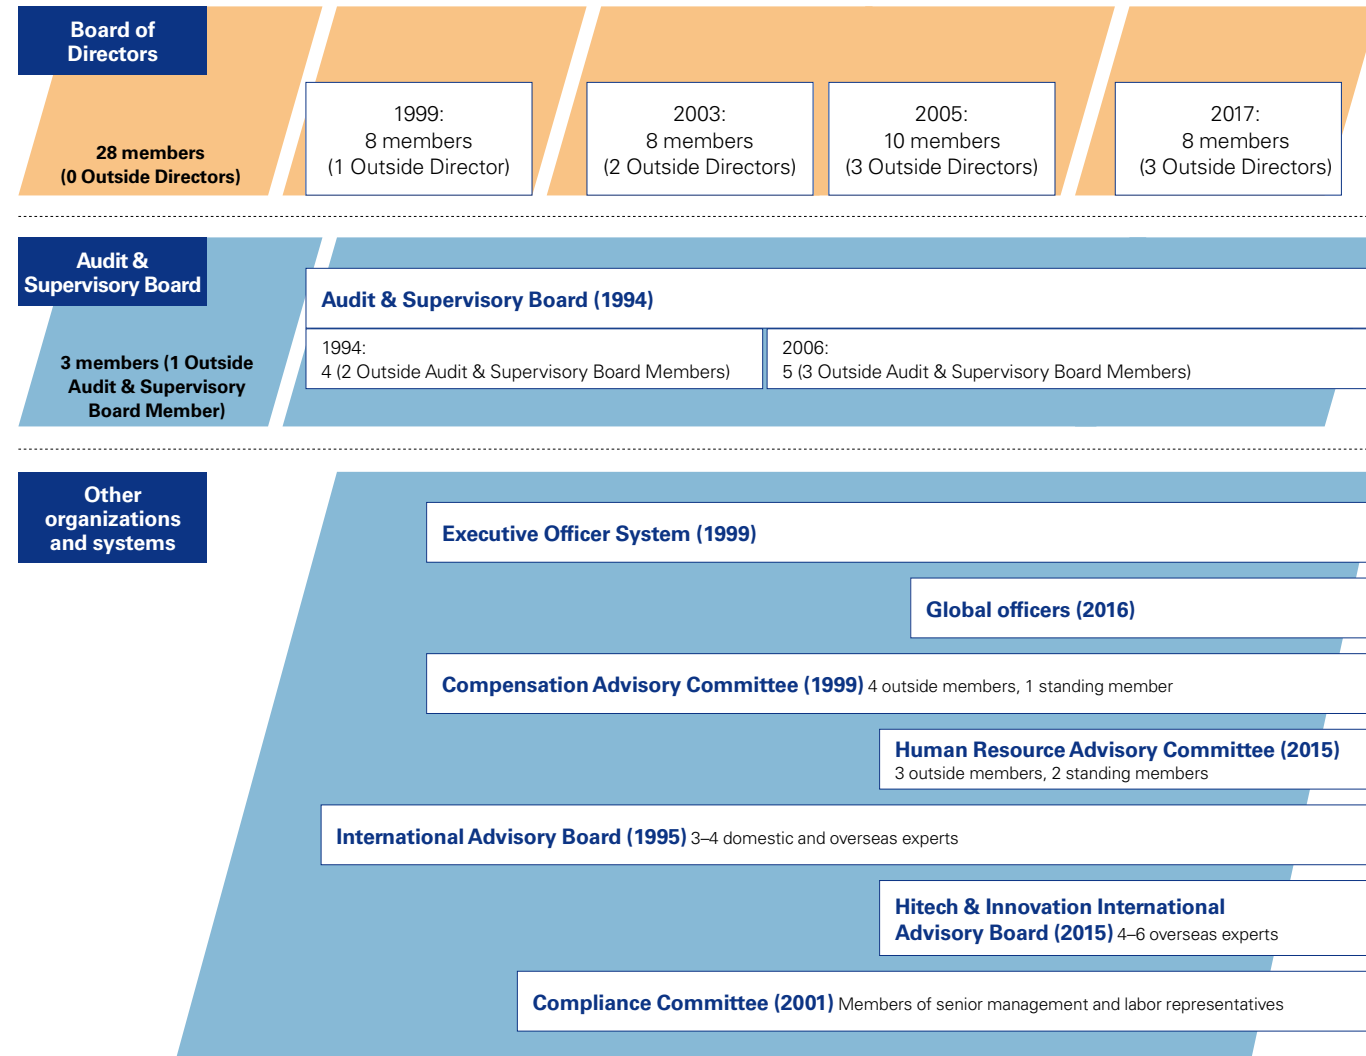 Board of
Directors
28 members
(0 Outside Directors)
1999:
8 members
(1 Outside Director)
2003:
8 members
(2 Outside Directors)
2005:
10 members
(3 Outside Directors)
2017:
8 members
(3 Outside Directors)
Audit &
Supervisory Board
3 members (1 Outside
Audit & Supervisory
Board Member)
Audit & Supervisory Board (1994)
1994:
4 (2 Outside Audit & Supervisory Board Members)
2006:
5 (3 Outside Audit & Supervisory Board Members)
Other
organizations
and systems
Executive Officer System (1999)
Global officers (2016)
Compensation Advisory Committee (1999) 4 outside members, 1 standing member
Human Resource Advisory Committee (2015)
3 outside members, 2 standing members
International Advisory Board (1995) 3–4 domestic and overseas experts
Hitech & Innovation International
Advisory Board (2015) 4–6 overseas experts
Compliance Committee (2001) Members of senior management and labor representatives